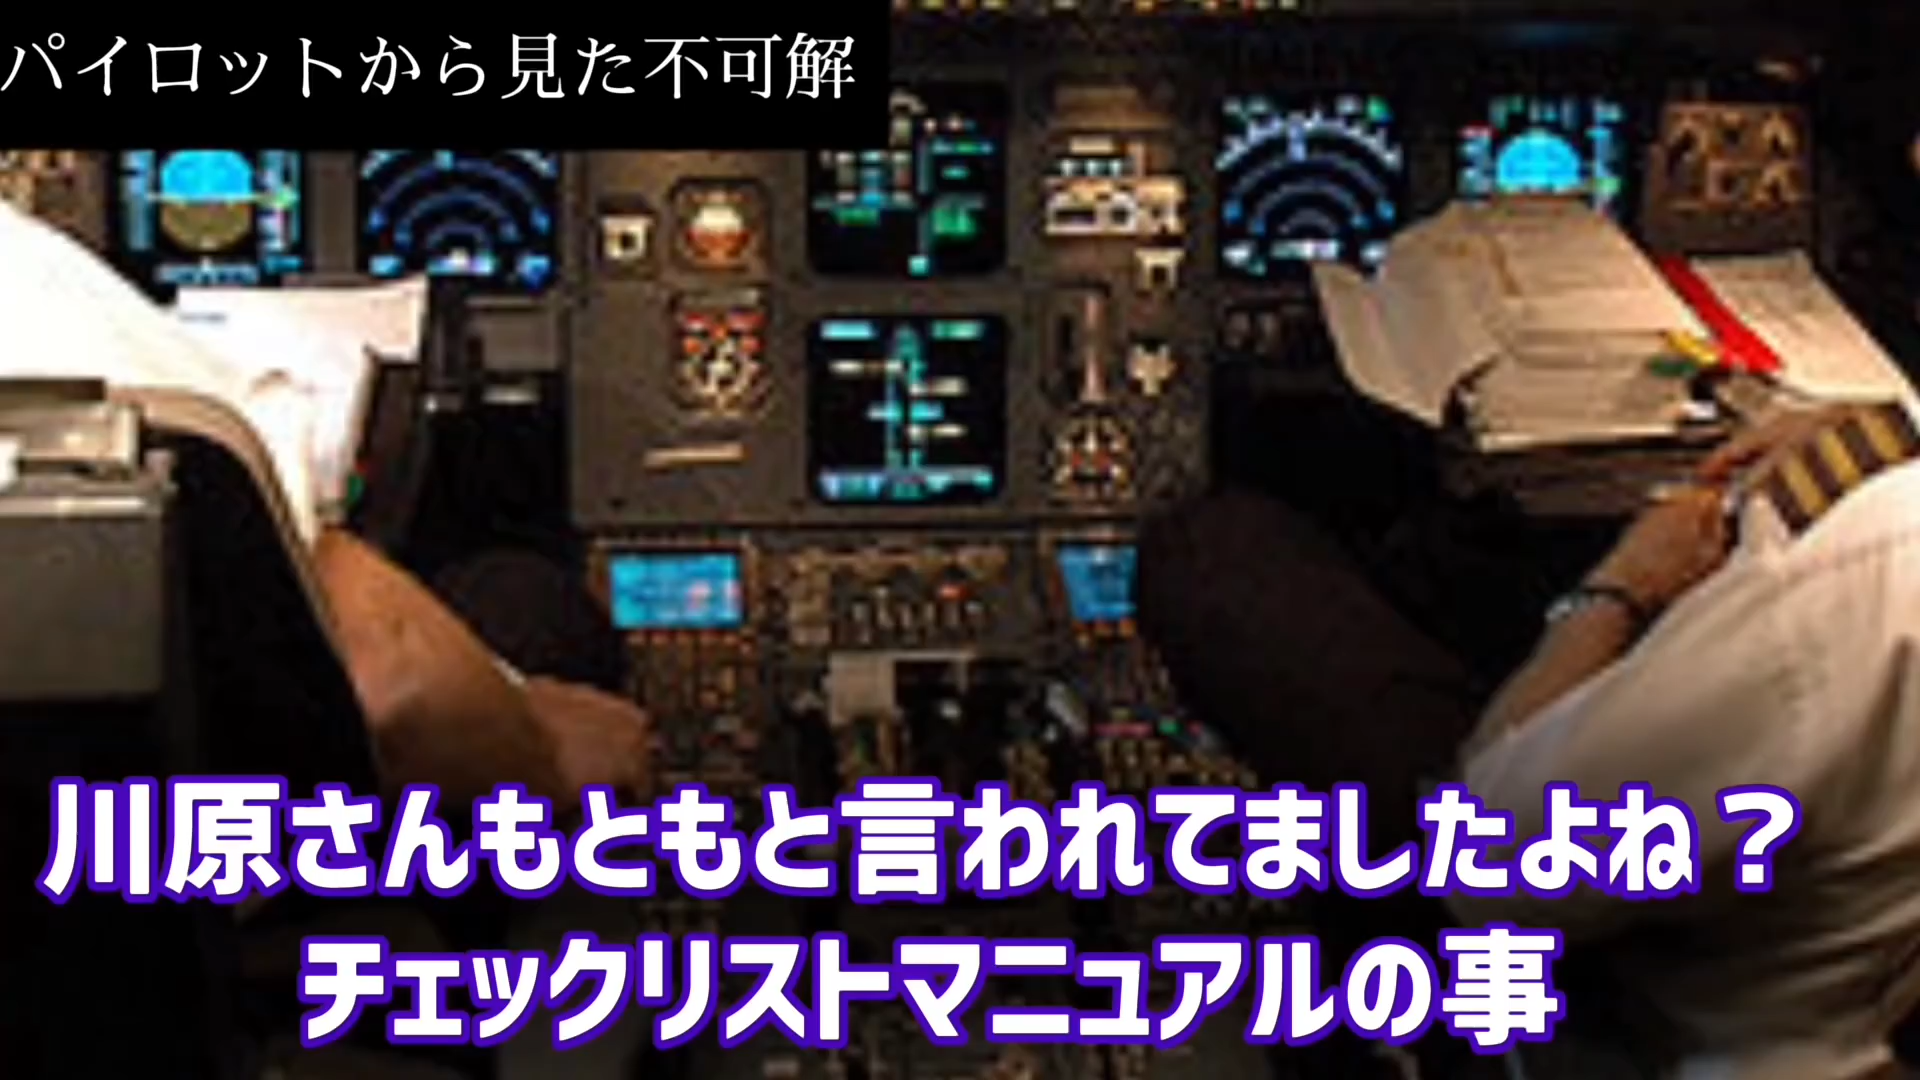 パイロットから見た不可解
川原さんもともと言われてましたよね？
チェックリストマニュアルの事